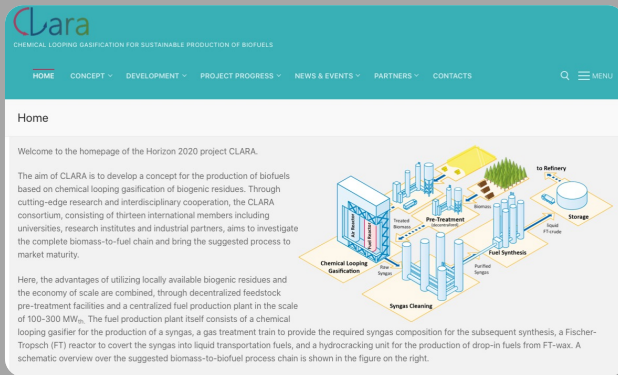 CLara
CHEMICAL LOOPING GASIFICATION FOR SUSTAINABLE PRODUCTION OF BIOFUELS
HOME CONCEPT DEVELOPMENT PROJECT PROGRESS NEWS & EVENTS PARTNERS CONTACTS MENU
Home
Welcome to the homepage of the Horizon 2020 project CLARA.
The aim of CLARA is to develop a concept for the production of biofuels
based on chemical looping gasification of biogenic residues. Through
cutting-edge research and interdisciplinary cooperation, the CLARA
consortium, consisting of thirteen international members including
universities, research institutes and industrial partners, aims to investigate
the complete biomass-to-fuel chain and bring the suggested process to
market maturity.
Here, the advantages of utilizing locally available biogenic residues and
the economy of scale are combined, through decentralized feedstock
pre-treatment facilities and a centralized fuel production plant in the scale
of 100-300 MWth. The fuel production plant itself consists of a chemical
looping gasifier for the production of a syngas, a gas treatment train to provide the required syngas composition for the subsequent synthesis, a Fischer-
Tropsch (FT) reactor to covert the syngas into liquid transportation fuels, and a hydrocracking unit for the production of drop-in fuels from FT-wax. A
schematic overview over the suggested biomass-to-biofuel process chain is shown in the figure on the right.
to Refinery
Biomass
Storage
Air Reactor
Fuel Reactor
Treated
Biomass
Pre-Treatment
(decentralized)
liquid
FT-crude
Fuel Synthesis
Chemical Looping
Gasification
Raw
Syngas
Purified
Syngas
Syngas Cleaning